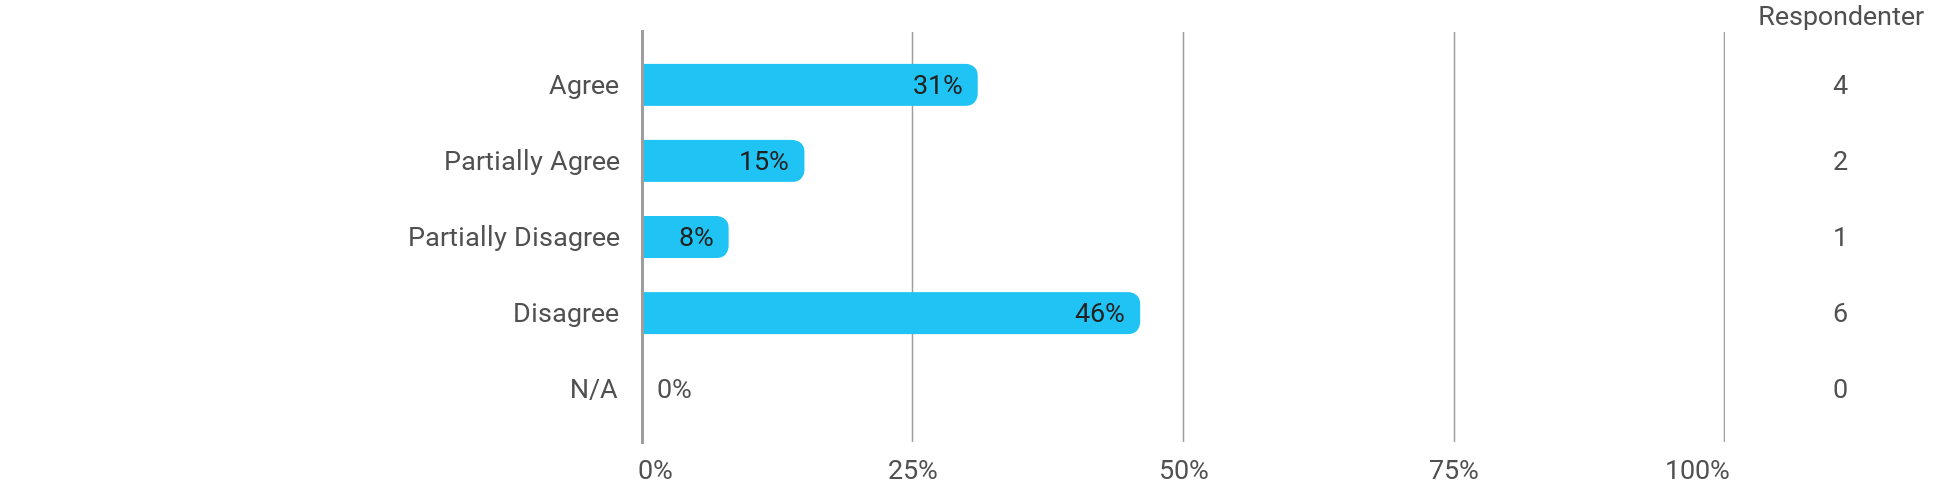 Respondenter
Agree 31% 4
Partially Agree 15% 2
Partially Disagree 8% 1
Disagree 46% 6
N/A 0% 0
0% 25% 50% 75% 100%